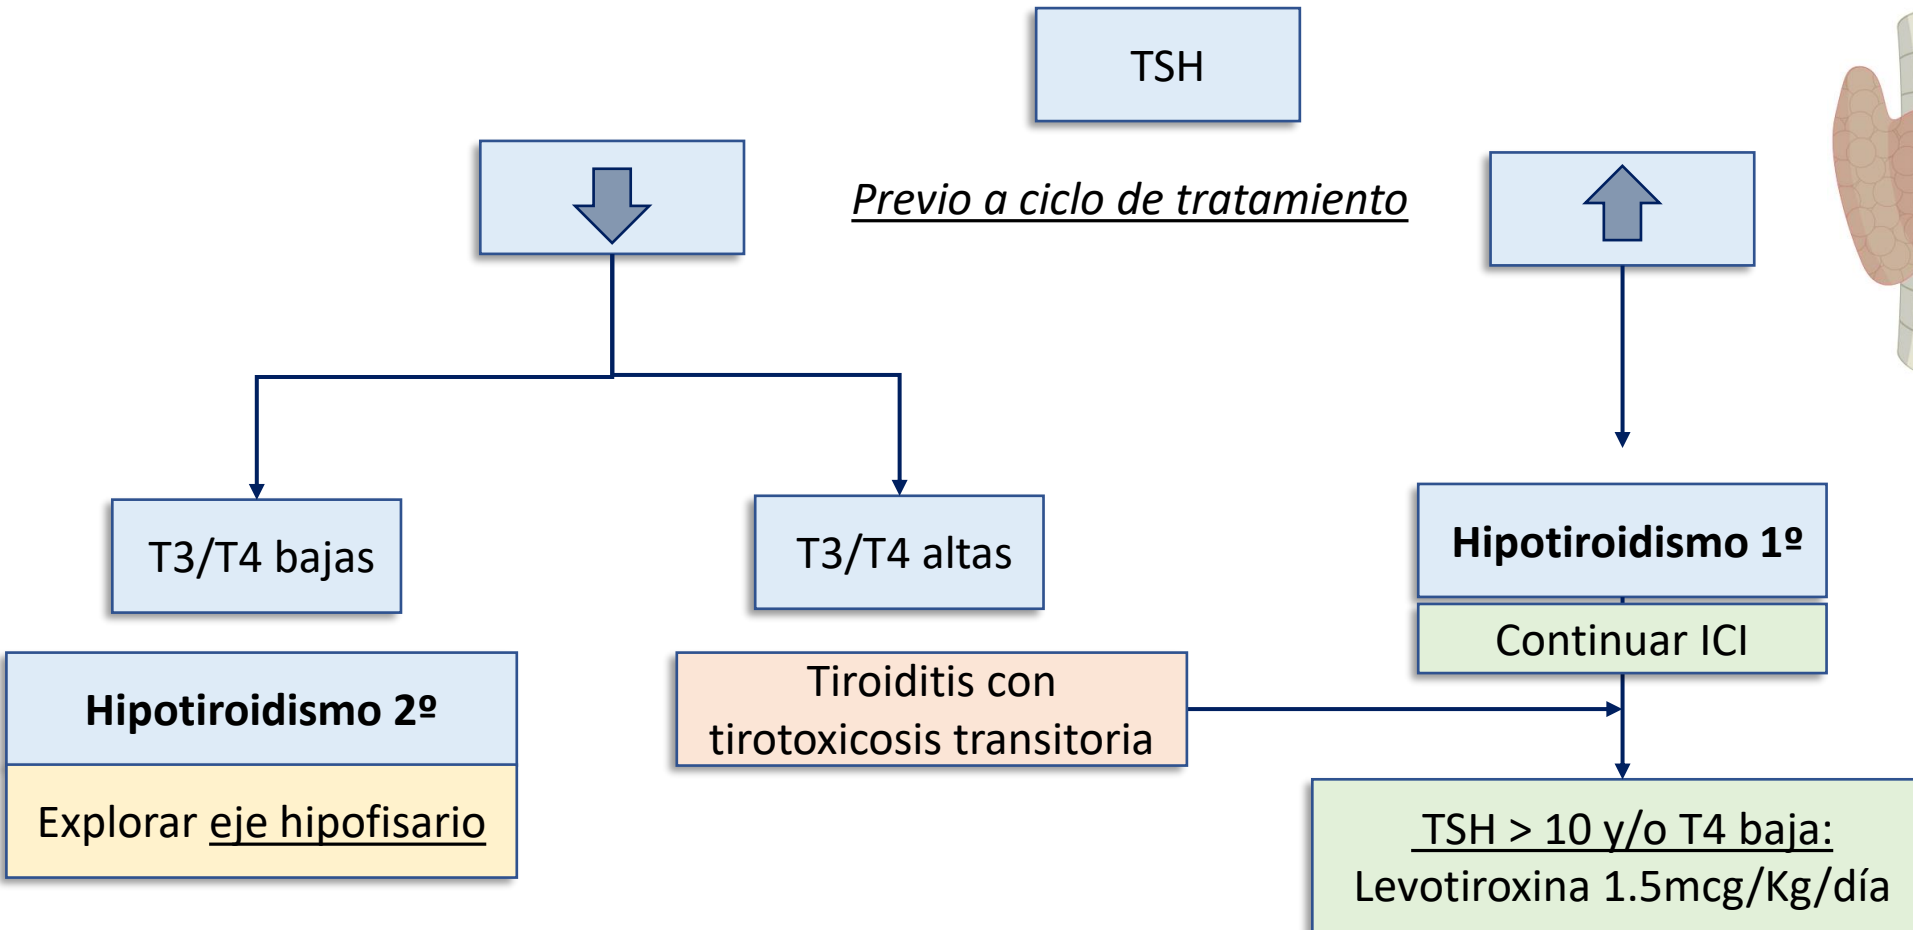 TSH
Previo a ciclo de tratamiento
T3/T4 bajas
T3/T4 altas
Hipotiroidismo 1º
Continuar ICI
Hipotiroidismo 2º
Explorar eje hipofisario
Tiroiditis con
tirotoxicosis transitoria
TSH > 10 y/o T4 baja:
Levotiroxina 1.5mcg/Kg/día